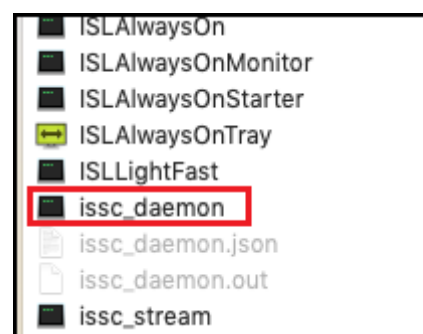 ISLAlwaysOn
ISLAlwaysOnMonitor
ISLAlwaysOnStarter
ISLAlwaysOnTray
ISLLightFast
issc_daemon
issc_daemon.json
issc_daemon.out
issc_stream